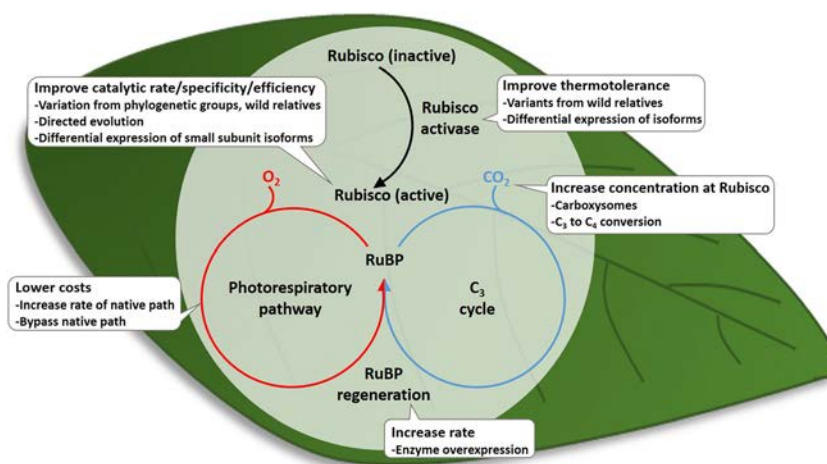 Rubisco (inactive)
Improve catalytic rate/specificity/efficiency
-Variation from phylogenetic groups, wild relatives
-Directed evolution
-Differential expression of small subunit isoforms
Rubisco
activase
Improve thermotolerance
-Variants from wild relatives
-Differential expression of isoforms
O₂
Rubisco (active)
CO₂
Increase concentration at Rubisco
-Carboxysomes
-C₃ to C₄ conversion
RuBP
Lower costs
-Increase rate of native path
-Bypass native path
Photorespiratory
pathway
C₃
cycle
RuBP
regeneration
Increase rate
-Enzyme overexpression